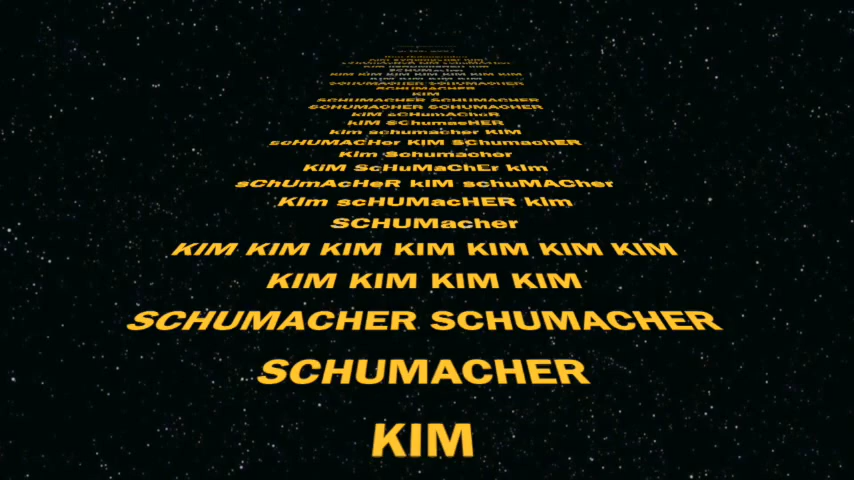 KIM KIM KIM KIM KIM KIM KIM
SCHUMACHER
KIM
SCHUMACHER SCHUMACHER
SCHUMACHER SCHUMACHER
kIM sCHumACheR
kIM SChumacHER
kim schumacher KIM
scHUMACHer KIM SChumachER
Kim Schumacher
KiM ScHuMaChEr kIm
sChUmAcHeR kIM schuMACher
KIm scHUMacHER kIm
SCHUMacher
KIM KIM KIM KIM KIM KIM KIM
KIM KIM KIM KIM
SCHUMACHER SCHUMACHER
SCHUMACHER
KIM